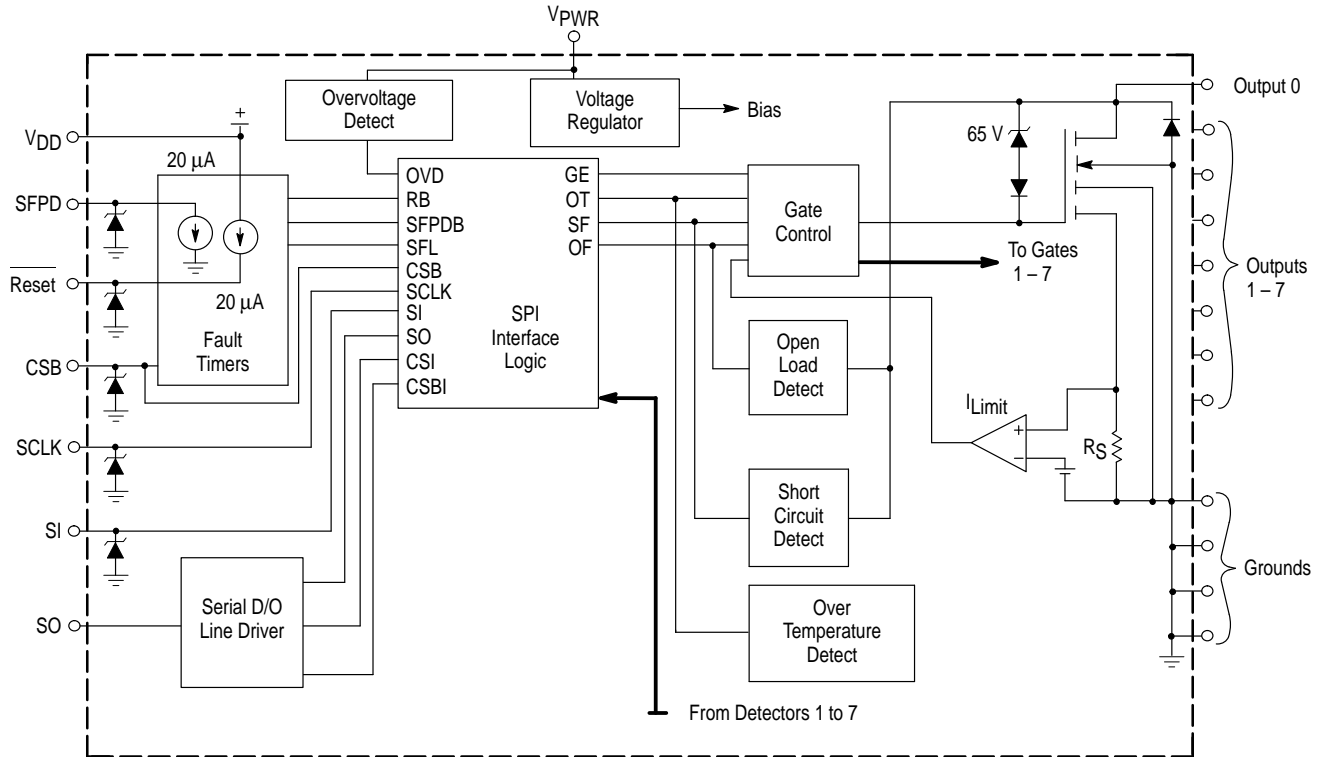 VPWR
Overvoltage
Detect
Voltage
Regulator
Bias
Output 0
VDD
+
20 µA
65 V
SFPD
OVD
RB
SFPDB
SFL
CSB
SCLK
SI
SO
CSI
CSBI
GE
OT
SF
OF
SPI
Interface
Logic
Gate
Control
To Gates
1 – 7
Outputs
1 – 7
Reset
20 µA
Fault
Timers
CSB
Open
Load
Detect
ILimit
+
–
RS
SCLK
Short
Circuit
Detect
SI
Grounds
Serial D/O
Line Driver
SO
Over
Temperature
Detect
From Detectors 1 to 7